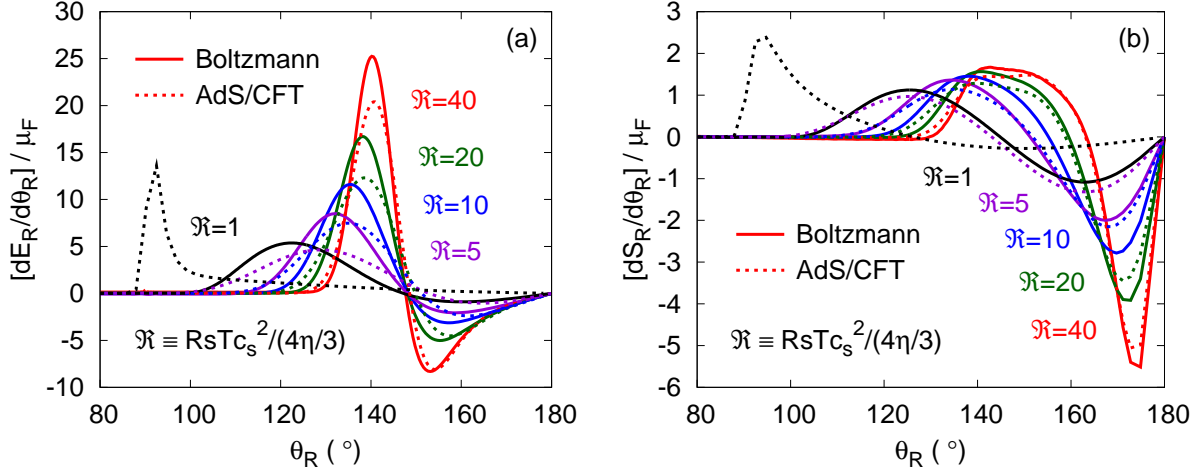 (a)
Boltzmann
AdS/CFT
ℜ=40
ℜ=20
ℜ=10
ℜ=5
ℜ=1
ℜ ≡ RsTc_s^2/(4η/3)
[dE_R/dθ_R] / μ_F
30
25
20
15
10
5
0
-5
-10
80 100 120 140 160 180
θ_R ( °)
(b)
ℜ=1
ℜ=5
ℜ=10
ℜ=20
ℜ=40
Boltzmann
AdS/CFT
ℜ ≡ RsTc_s^2/(4η/3)
[dS_R/dθ_R] / μ_F
4
3
2
1
0
-1
-2
-3
-4
-5
-6
80 100 120 140 160 180
θ_R ( °)